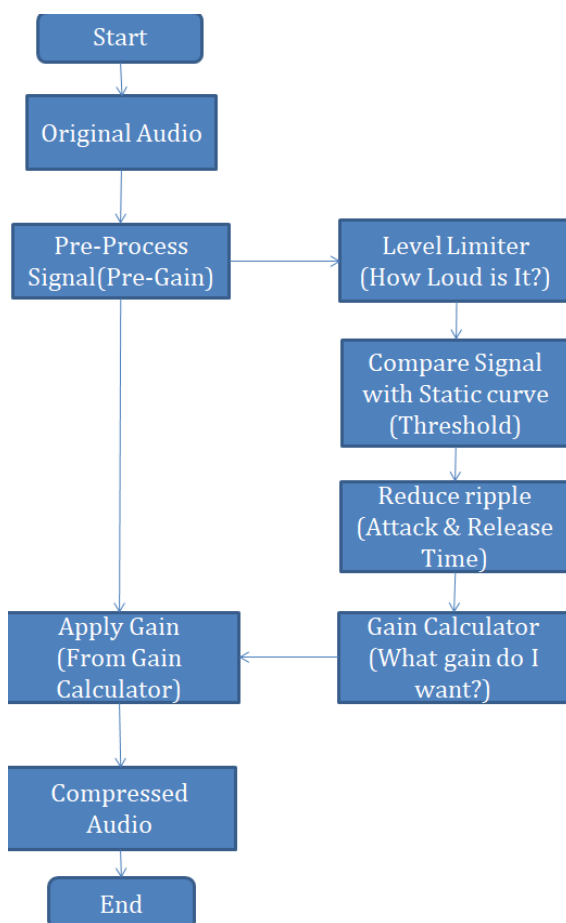 Start
Original Audio
Pre-Process
Signal(Pre-Gain)
Level Limiter
(How Loud is It?)
Compare Signal
with Static curve
(Threshold)
Reduce ripple
(Attack & Release
Time)
Gain Calculator
(What gain do I
want?)
Apply Gain
(From Gain
Calculator)
Compressed
Audio
End